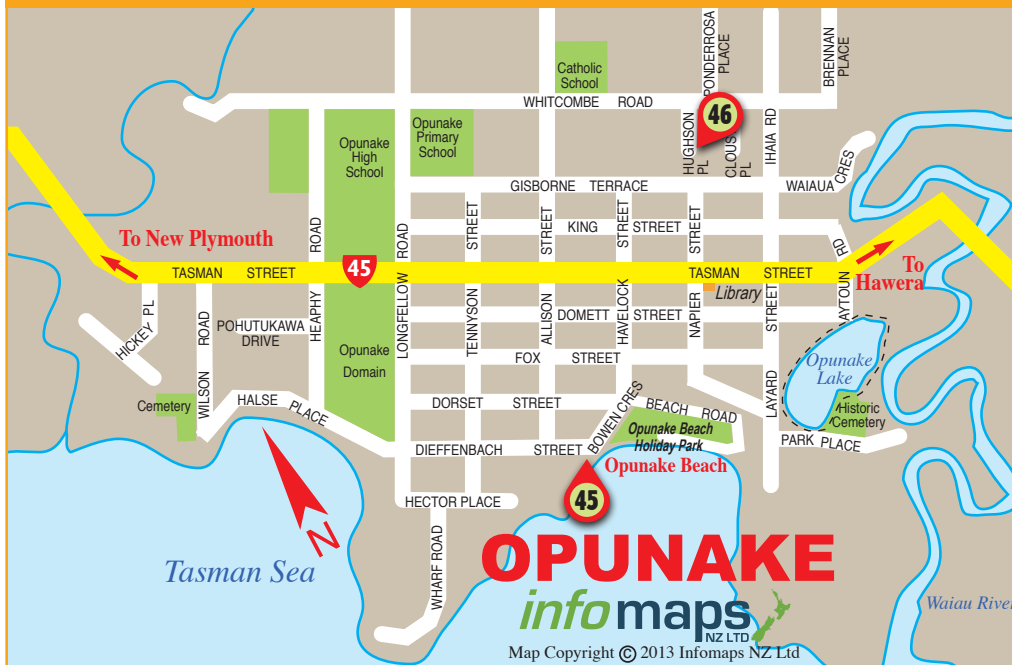 PONDERROSA
PLACE
BRENNAN
PLACE
Catholic
School
WHITCOMBE ROAD
46
Opunake
Primary
School
Opunake
High
School
HUGHSON
PL
CLOUS
PL
IHAIA RD
GISBORNE TERRACE
WAIAUA
CRES
KING STREET
ROAD
ROAD
STREET
STREET
STREET
STREET
RD
To New Plymouth
45
TASMAN STREET
TASMAN STREET
To
Hawera
Library
HICKEY PL
WILSON ROAD
POHUTUKAWA
DRIVE
HEAPHY
LONGFELLOW
TENNYSON
ALLISON
HAVELOCK
NAPIER
STREET
AYTOUN
DOMETT STREET
Opunake
Domain
FOX STREET
Opunake
Lake
Cemetery
HALSE PLACE
DORSET STREET
BOWEN CRES
BEACH ROAD
LAYARD
Historic
Cemetery
Opunake Beach
Holiday Park
PARK PLACE
DIEFFENBACH STREET
Opunake Beach
45
HECTOR PLACE
N
WHARF ROAD
Tasman Sea
OPUNAKE
infomaps
NZ LTD
Waiau River
Map Copyright © 2013 Infomaps NZ Ltd